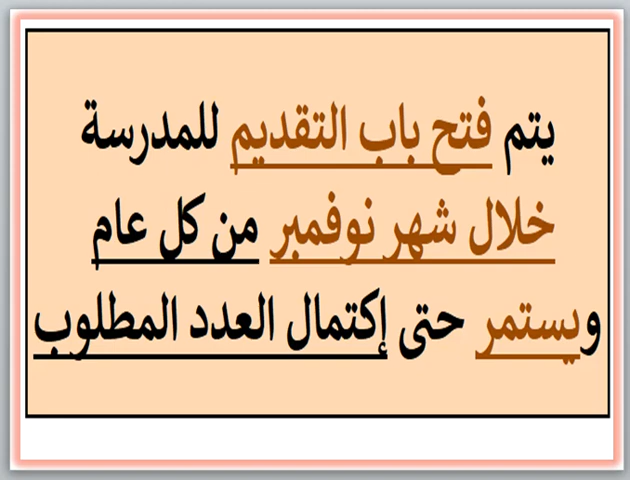 يتم فتح باب التقديم للمدرسة
خلال شهر نوفمبر من كل عام
ويستمر حتى إكتمال العدد المطلوب